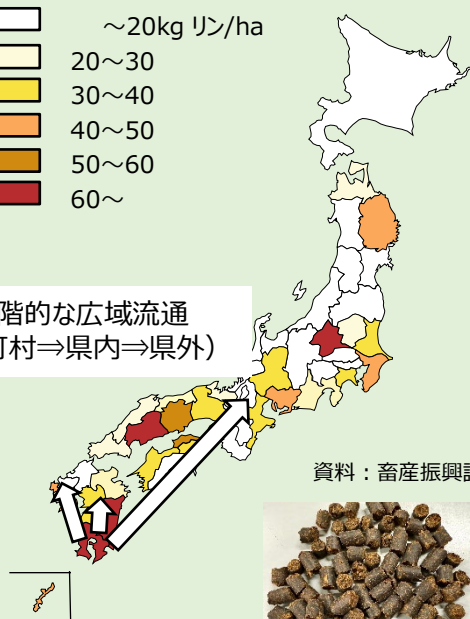 ～20kg リン/ha
20～30
30～40
40～50
50～60
60～
階的な広域流通
町村⇒県内⇒県外）
資料：畜産振興